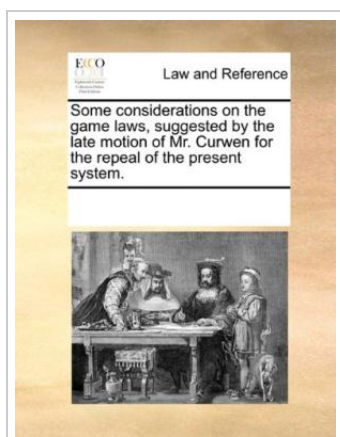 ECCO
Law and Reference
Some considerations on the
game laws, suggested by the
late motion of Mr. Curwen for
the repeal of the present
system.